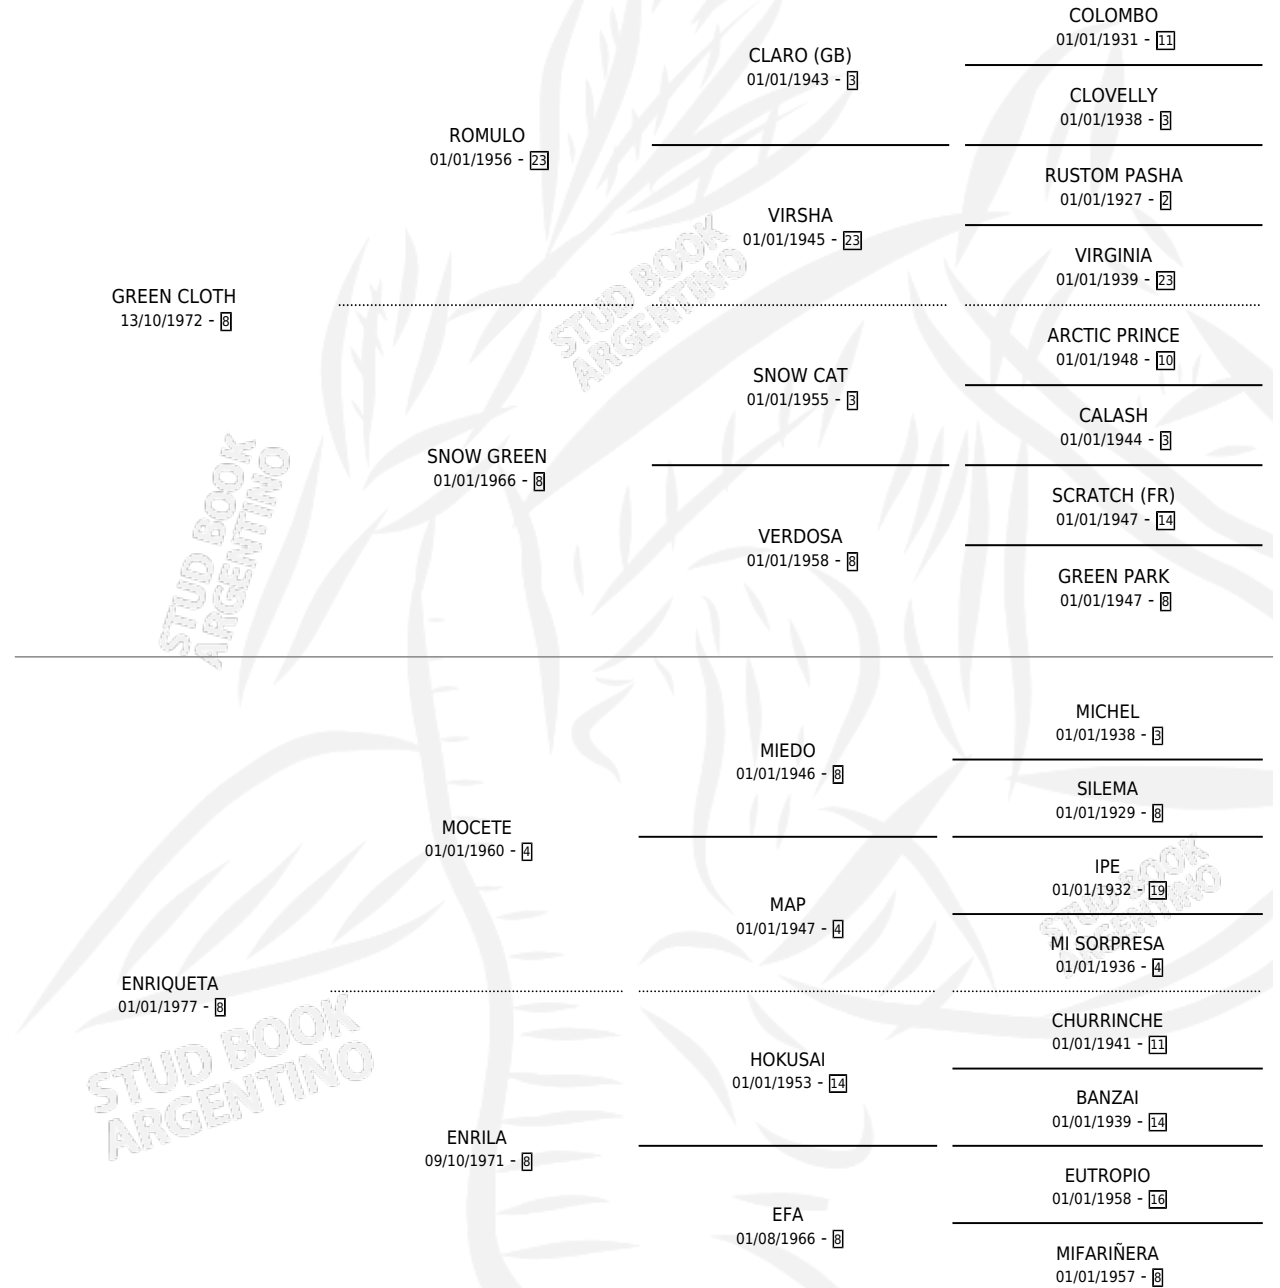 COLOMBO
01/01/1931 - 11
CLARO (GB)
01/01/1943 - 3
CLOVELLY
01/01/1938 - 3
ROMULO
01/01/1956 - 23
RUSTOM PASHA
01/01/1927 - 2
VIRSHA
01/01/1945 - 23
VIRGINIA
01/01/1939 - 23
GREEN CLOTH
13/10/1972 - 8
ARCTIC PRINCE
01/01/1948 - 10
SNOW CAT
01/01/1955 - 3
CALASH
01/01/1944 - 3
SNOW GREEN
01/01/1966 - 8
SCRATCH (FR)
01/01/1947 - 14
VERDOSA
01/01/1958 - 8
GREEN PARK
01/01/1947 - 8
STUD BOOK
ARGENTINO
STUD BOOK
ARGENTINO
MICHEL
01/01/1938 - 3
MIEDO
01/01/1946 - 8
SILEMA
01/01/1929 - 8
MOCETE
01/01/1960 - 4
IPE
01/01/1932 - 19
MAP
01/01/1947 - 4
MI SORPRESA
01/01/1936 - 4
ENRIQUETA
01/01/1977 - 8
CHURRINCHE
01/01/1941 - 11
HOKUSAI
01/01/1953 - 14
BANZAI
01/01/1939 - 14
ENRILA
09/10/1971 - 8
EUTROPIO
01/01/1958 - 16
EFA
01/08/1966 - 8
MIFARIÑERA
01/01/1957 - 8
STUD BOOK
ARGENTINO
STUD BOOK
ARGENTINO